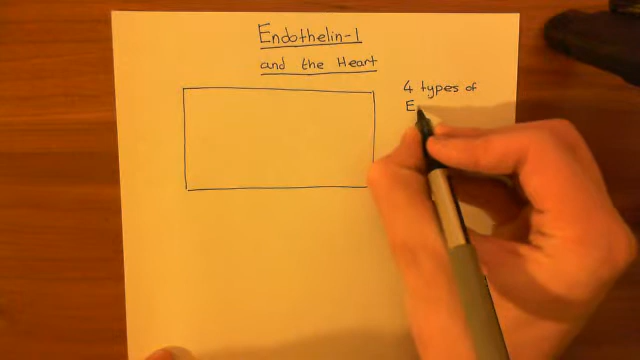 Endothelin-1
and the Heart
4 types of
E